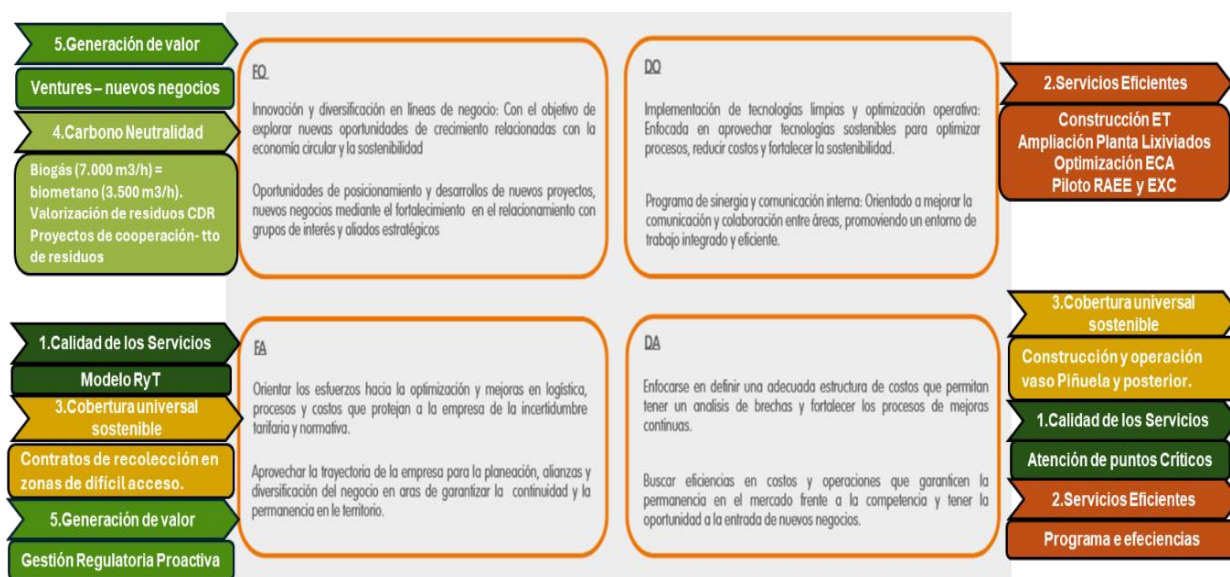 5.Generación de valor
Ventures – nuevos negocios
4.Carbono Neutralidad
Biogás (7.000 m3/h) =
biometano (3.500 m3/h).
Valorización de residuos CDR
Proyectos de cooperación- tto
de residuos
FO
Innovación y diversificación en líneas de negocio: Con el objetivo de
explorar nuevas oportunidades de crecimiento relacionadas con la
economía circular y la sostenibilidad
Oportunidades de posicionamiento y desarrollos de nuevos proyectos,
nuevos negocios mediante el fortalecimiento en el relacionamiento con
grupos de interés y aliados estratégicos
DO
Implementación de tecnologías limpias y optimización operativa:
Enfocada en aprovechar tecnologías sostenibles para optimizar
procesos, reducir costos y fortalecer la sostenibilidad.
Programa de sinergia y comunicación interna: Orientado a mejorar la
comunicación y colaboración entre áreas, promoviendo un entorno de
trabajo integrado y eficiente.
2.Servicios Eficientes
Construcción ET
Ampliación Planta Lixiviados
Optimización ECA
Piloto RAEE y EXC
1.Calidad de los Servicios
Modelo RyT
3.Cobertura universal
sostenible
Contratos de recolección en
zonas de difícil acceso.
5.Generación de valor
Gestión Regulatoria Proactiva
FA
Orientar los esfuerzos hacia la optimización y mejoras en logística,
procesos y costos que protejan a la empresa de la incertidumbre
tarifaria y normativa.
Aprovechar la trayectoria de la empresa para la planeación, alianzas y
diversificación del negocio en aras de garantizar la continuidad y la
permanencia en le territorio.
DA
Enfocarse en definir una adecuada estructura de costos que permitan
tener un analisis de brechas y fortalecer los procesos de mejoras
continuas.
Buscar eficiencias en costos y operaciones que garanticen la
permanencia en el mercado frente a la competencia y tener la
oportunidad a la entrada de nuevos negocios.
3.Cobertura universal
sostenible
Construcción y operación
vaso Piñuela y posterior.
1.Calidad de los Servicios
Atención de puntos Críticos
2.Servicios Eficientes
Programa e efeciencias